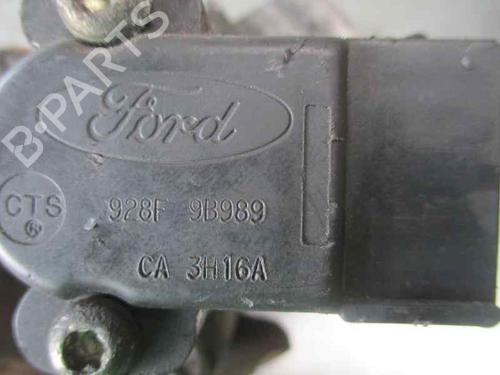 B·PARTS
Ford
CTS
®
928F 9B989
CA 3H16A